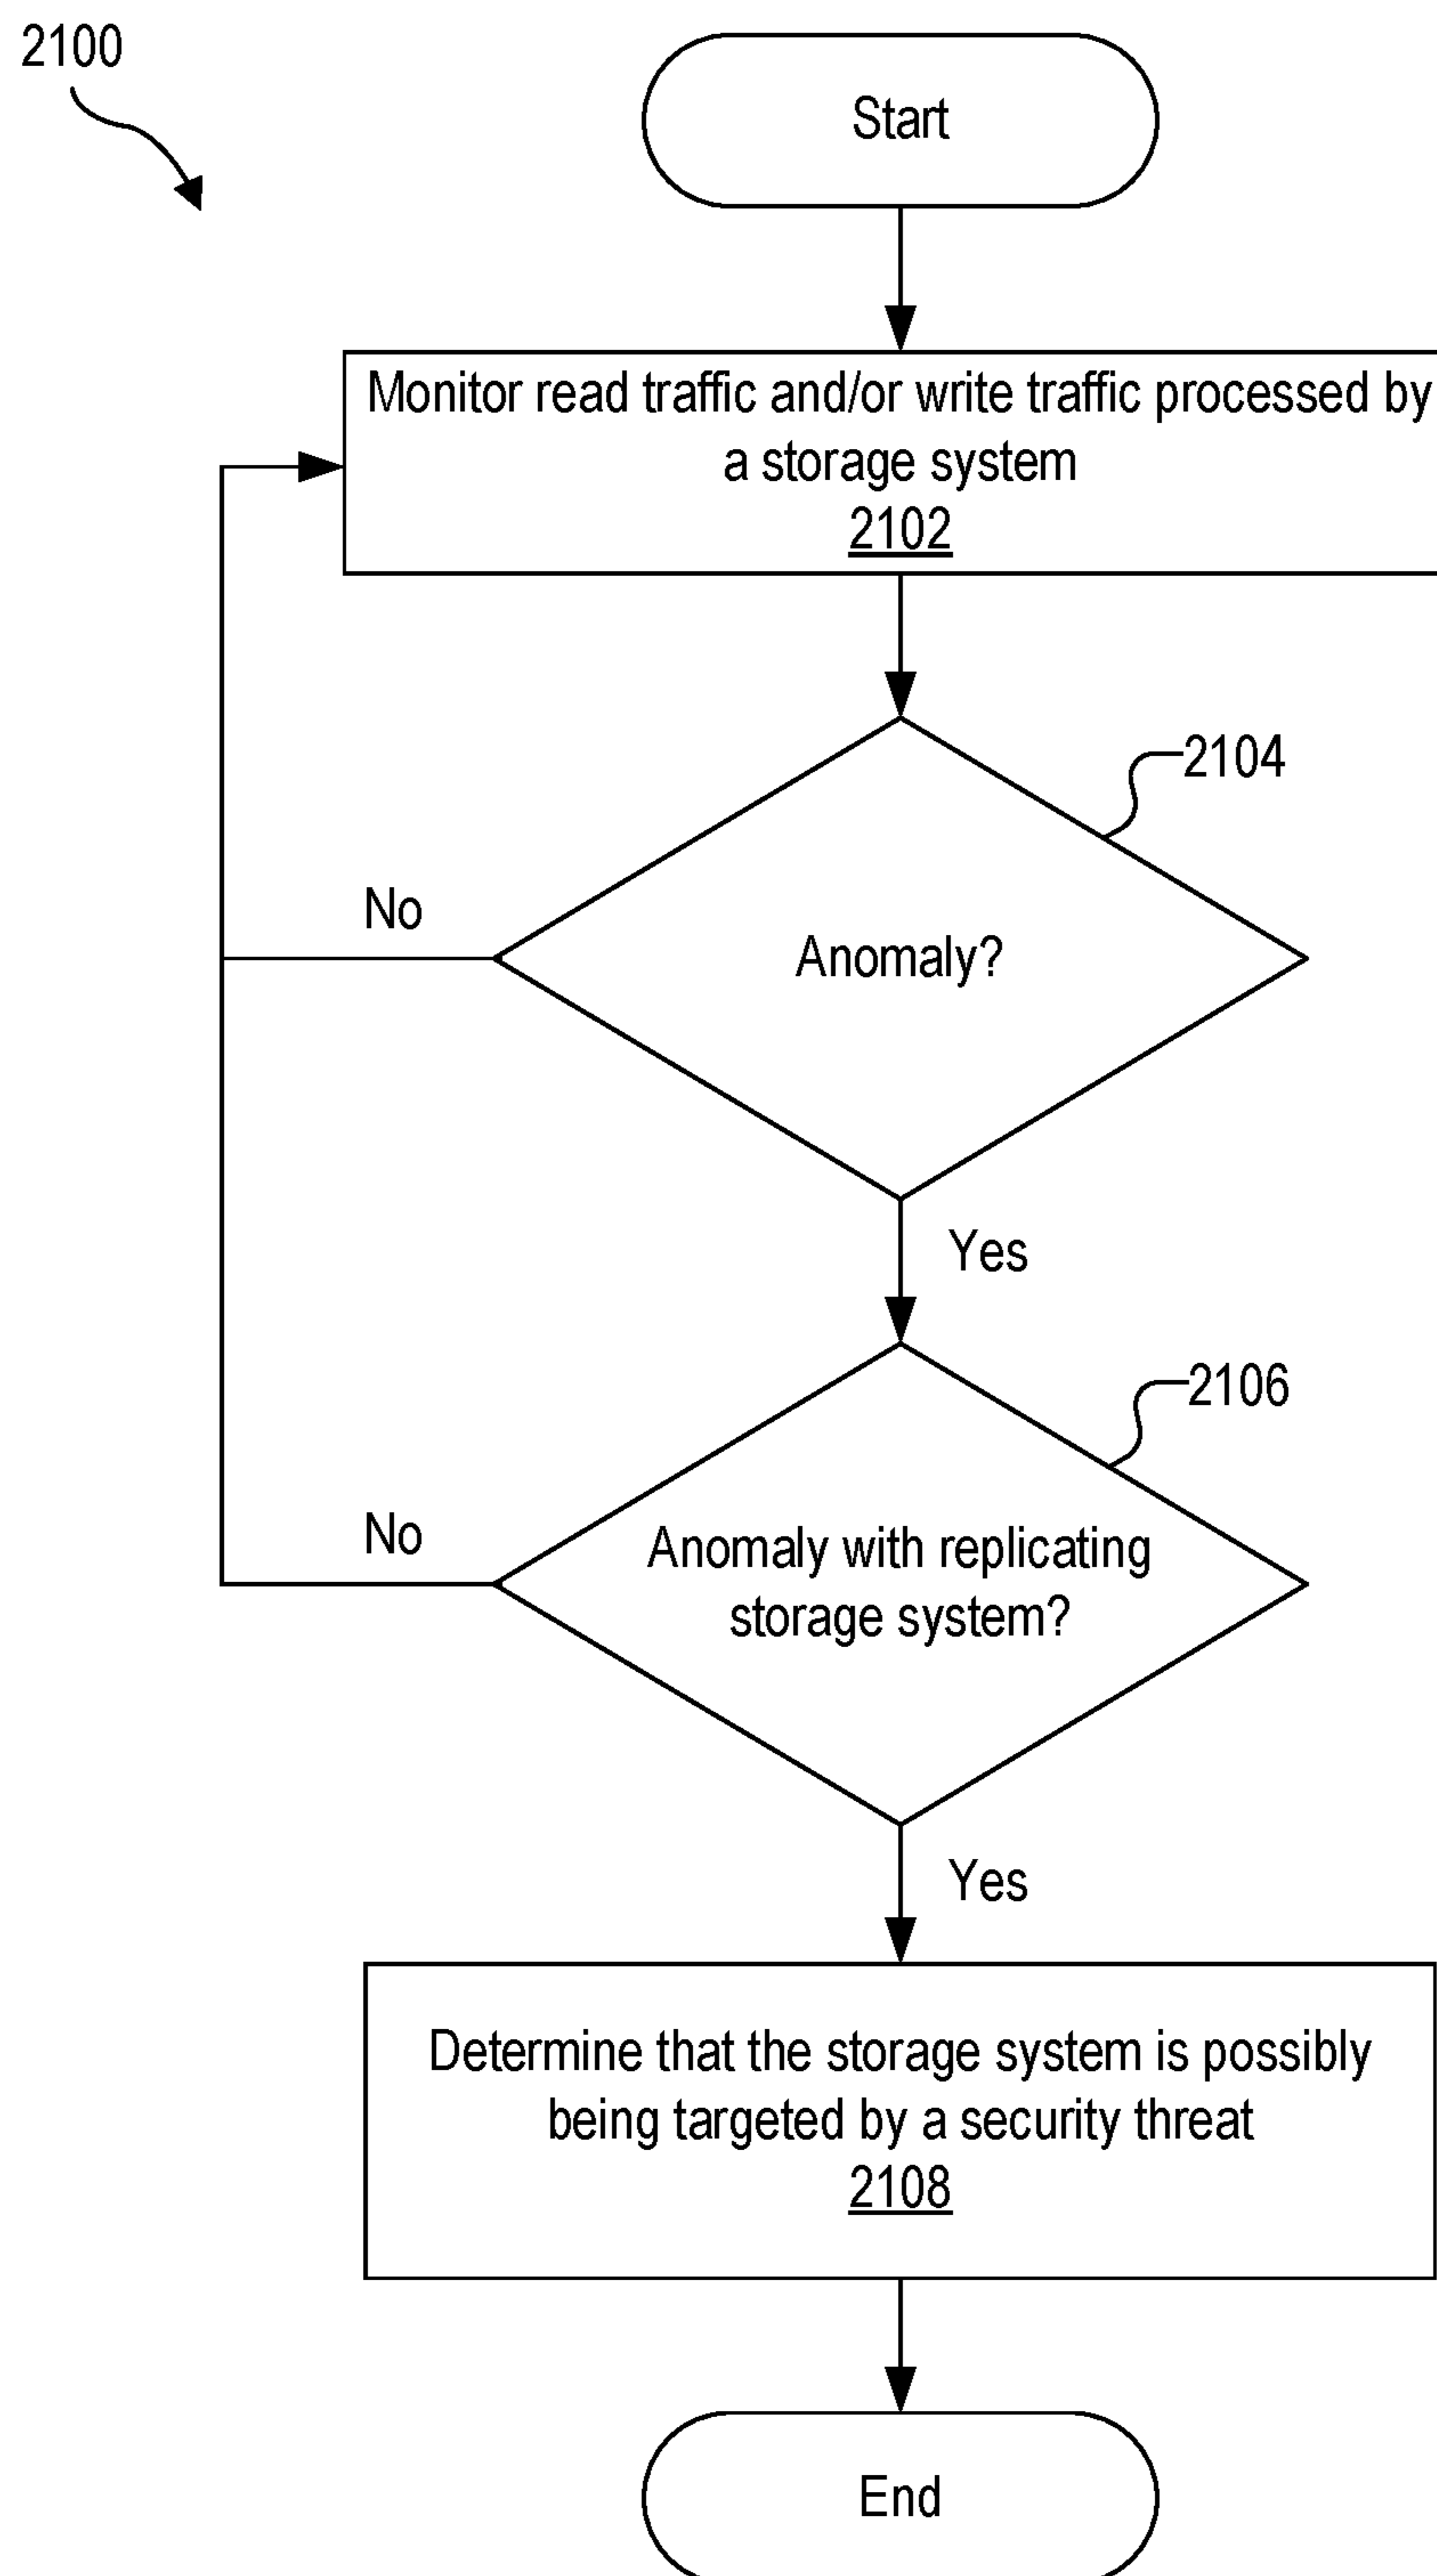 2100
Start
Monitor read traffic and/or write traffic processed by
a storage system
2102
2104
No
Anomaly?
Yes
2106
No
Anomaly with replicating
storage system?
Yes
Determine that the storage system is possibly
being targeted by a security threat
2108
End